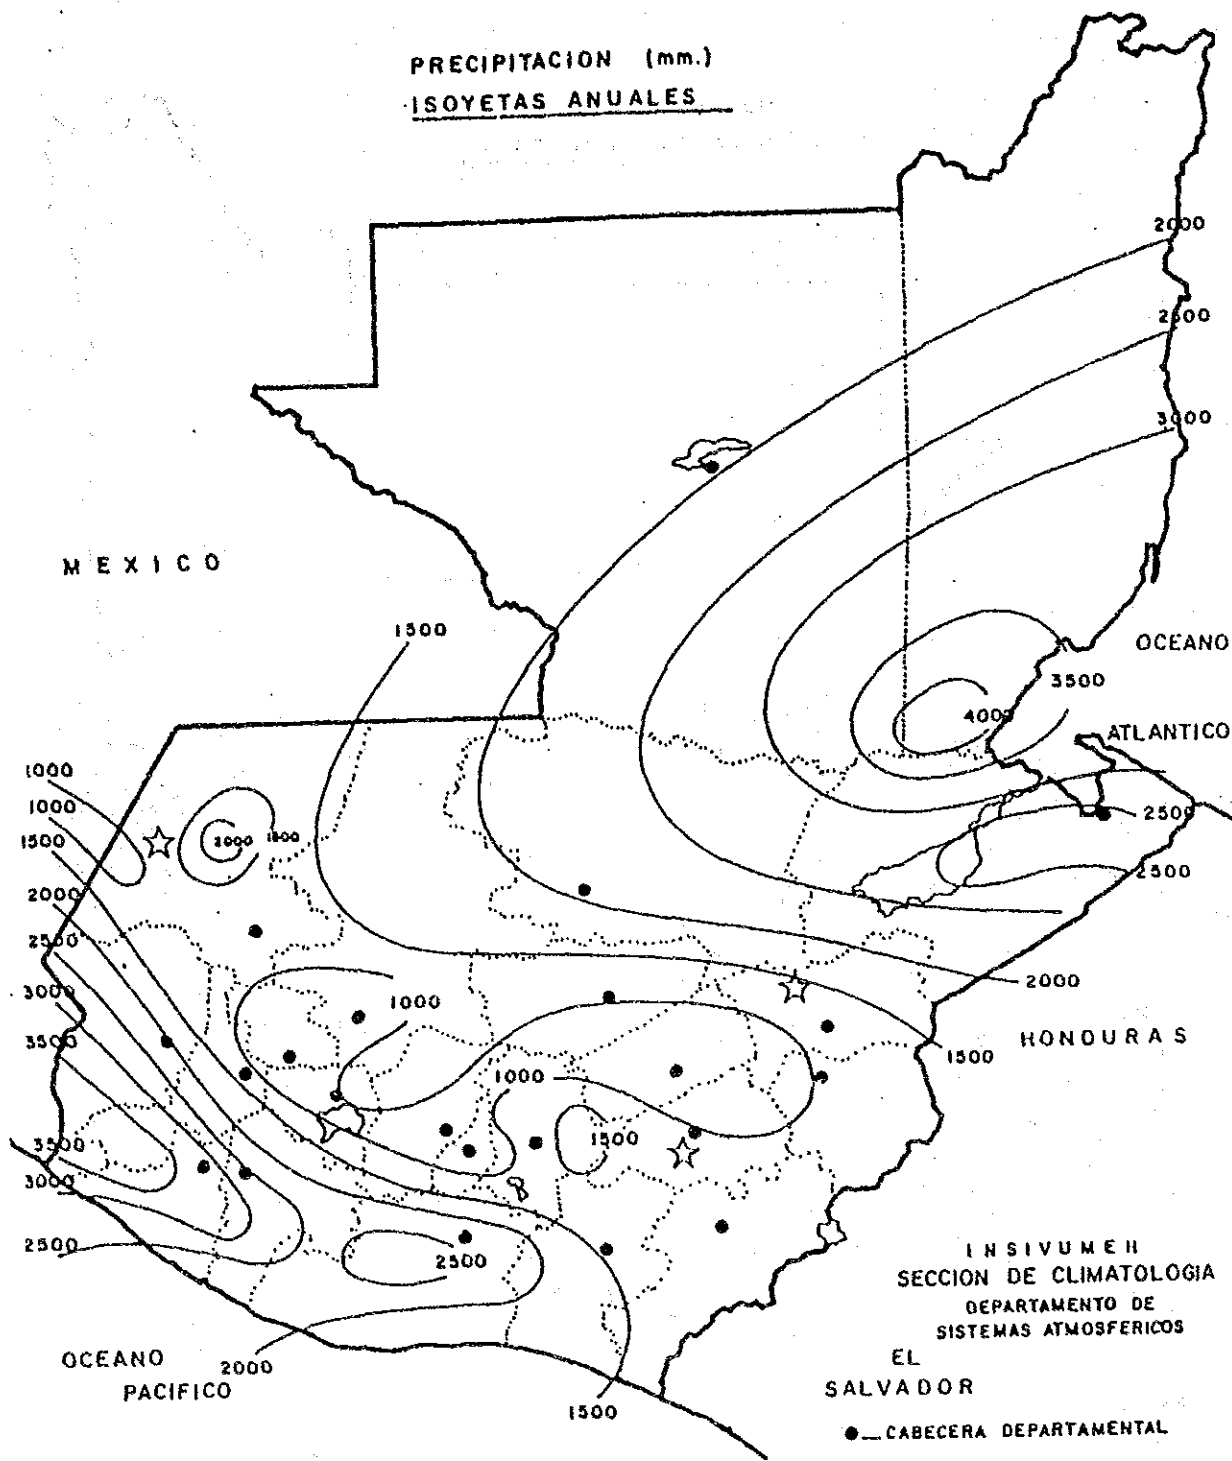 PRECIPITACION (mm.)
ISOYETAS ANUALES
2000
2500
3000
MEXICO
1500
OCEANO
3500
4000
ATLANTICO
1000
1000
1500
2000
1500
2500
2000
2500
2500
3000
1000
2000
3500
HONDURAS
1500
1000
3500
1500
3000
2500
2500
INSIVUMEH
SECCION DE CLIMATOLOGIA
DEPARTAMENTO DE
SISTEMAS ATMOSFERICOS
OCEANO
PACIFICO
2000
EL
SALVADOR
1500
●—CABECERA DEPARTAMENTAL